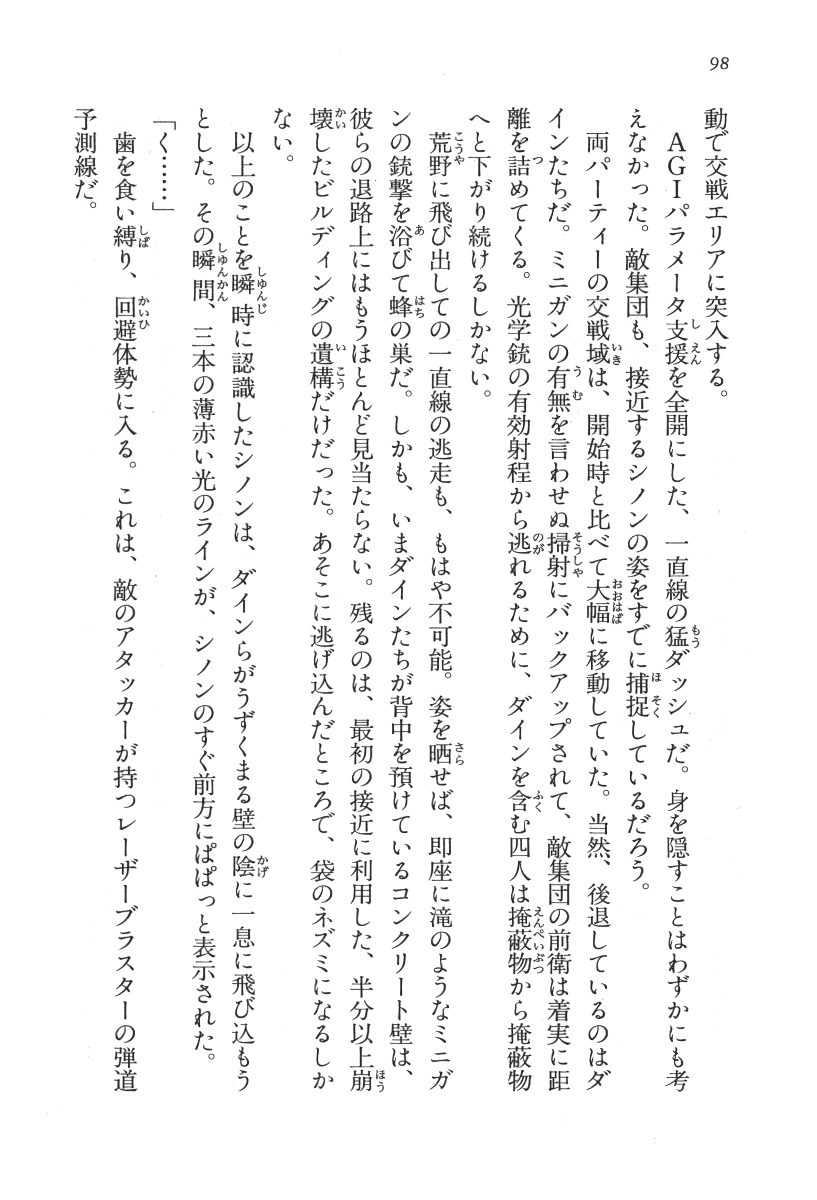 98
動で交戦エリアに突入する。
　ＡＧＩパラメータ支援を全開にした、一直線の猛ダッシュだ。身を隠すことはわずかにも考
えなかった。敵集団も、接近するシノンの姿をすでに捕捉しているだろう。
　両パーティーの交戦域は、開始時と比べて大幅に移動していた。当然、後退しているのはダ
インたちだ。ミニガンの有無を言わせぬ掃射にバックアップされて、敵集団の前衛は着実に距
離を詰めてくる。光学銃の有効射程から逃れるために、ダインを含む四人は掩蔽物から掩蔽物
へと下がり続けるしかない。
　荒野に飛び出しての一直線の逃走も、もはや不可能。姿を晒せば、即座に滝のようなミニガ
ンの銃撃を浴びて蜂の巣だ。しかも、いまダインたちが背中を預けているコンクリート壁は、
彼らの退路上にはもうほとんど見当たらない。残るのは、最初の接近に利用した、半分以上崩
壊したビルディングの遺構だけだった。あそこに逃げ込んだところで、袋のネズミになるしか
ない。
　以上のことを瞬時に認識したシノンは、ダインらがうずくまる壁の陰に一息に飛び込もう
とした。その瞬間、三本の薄赤い光のラインが、シノンのすぐ前方にぱぱっと表示された。
「く……」
　歯を食い縛り、回避体勢に入る。これは、敵のアタッカーが持つレーザーブラスターの弾道
予測線だ。